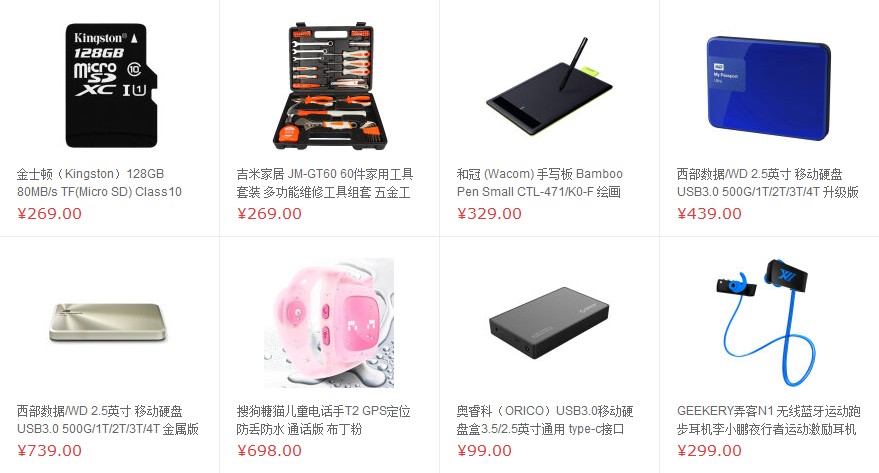 Kingston
128GB
micro
SD
XC I U1
10
WD
My Passport
Ultra
金士顿（Kingston）128GB
80MB/s TF(Micro SD) Class10
¥269.00
吉米家居 JM-GT60 60件家用工具
套装 多功能维修工具组套 五金工
¥269.00
和冠 (Wacom) 手写板 Bamboo
Pen Small CTL-471/K0-F 绘画
¥329.00
西部数据/WD 2.5英寸 移动硬盘
USB3.0 500G/1T/2T/3T/4T 升级版
¥439.00
西部数据/WD 2.5英寸 移动硬盘
USB3.0 500G/1T/2T/3T/4T 金属版
¥739.00
搜狗糖猫儿童电话手T2 GPS定位
防丢防水 通话版 布丁粉
¥698.00
奥睿科（ORICO）USB3.0移动硬
盘盒3.5/2.5英寸通用 type-c接口
¥99.00
GEEKERY弄客N1 无线蓝牙运动跑
步耳机李小鹏夜行者运动激励耳机
¥299.00